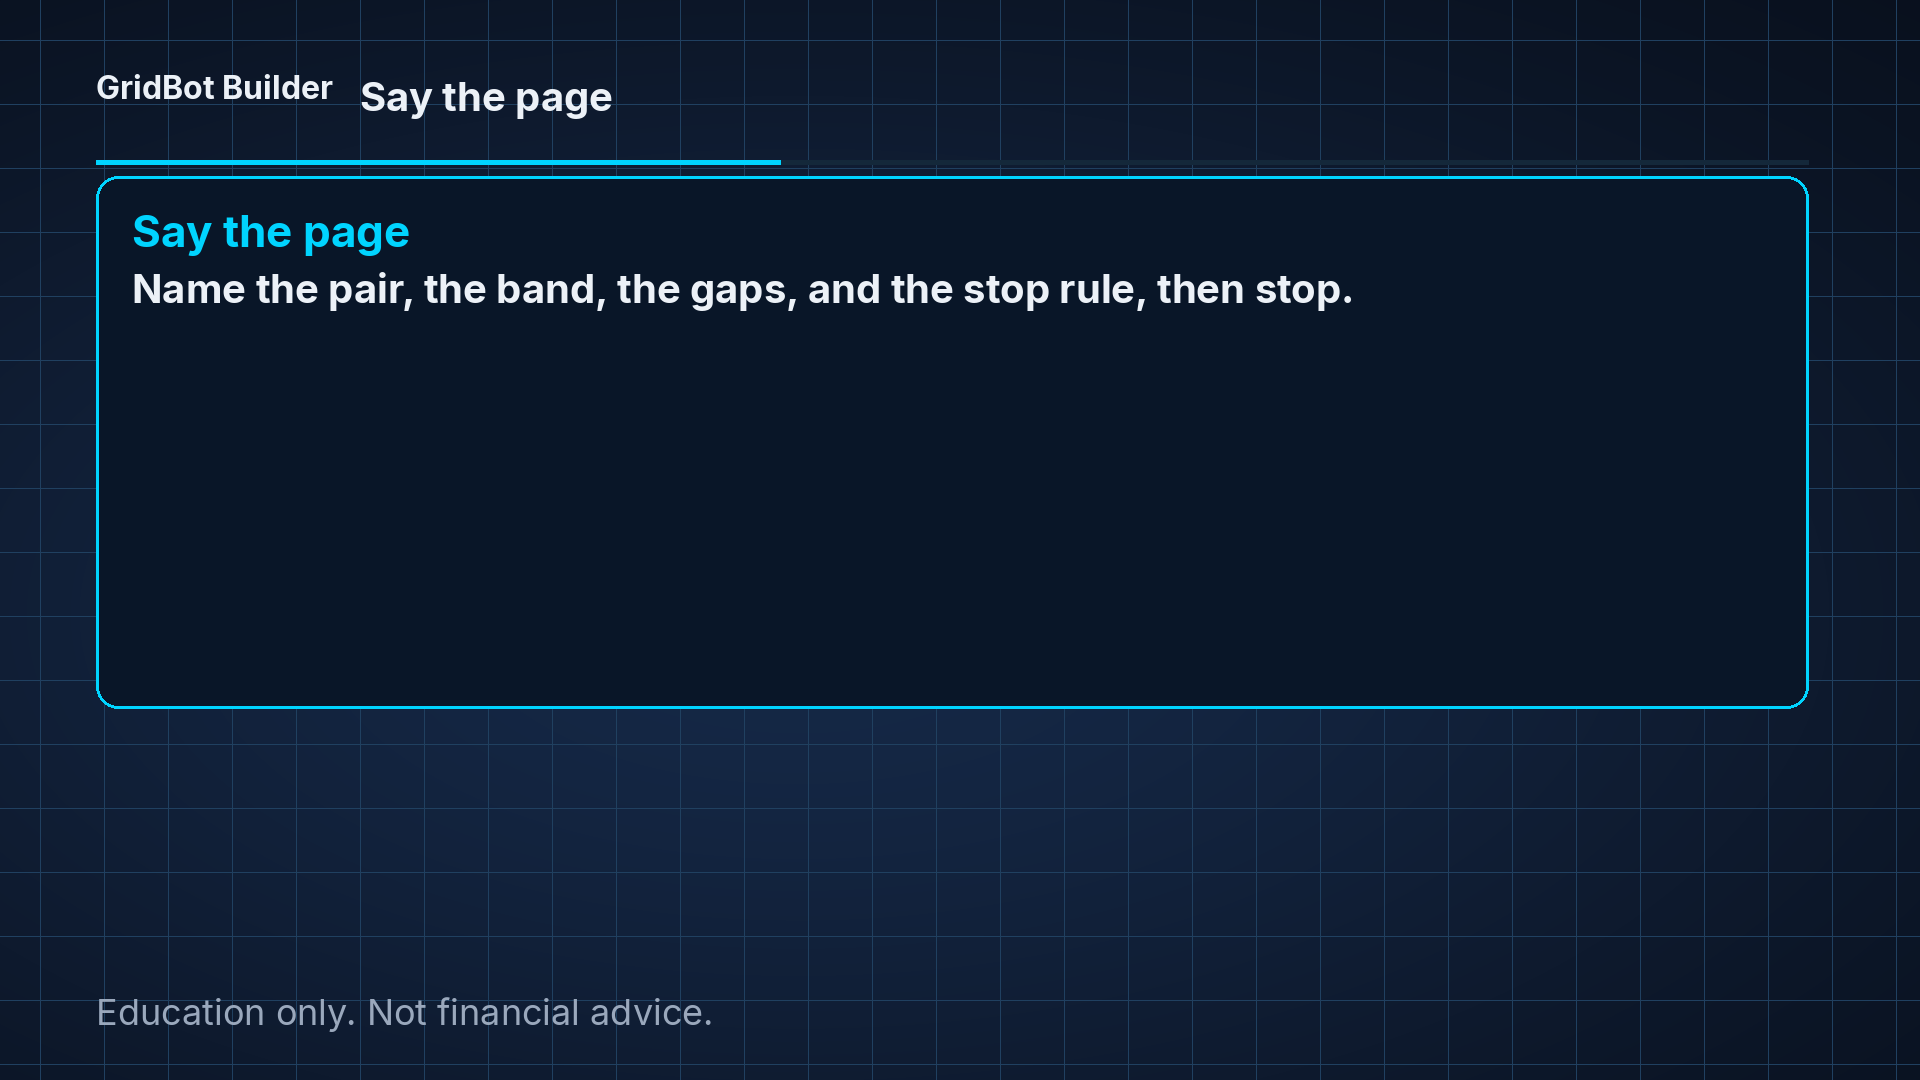 GridBot Builder
Say the page
Say the page
Name the pair, the band, the gaps, and the stop rule, then stop.
Education only. Not financial advice.